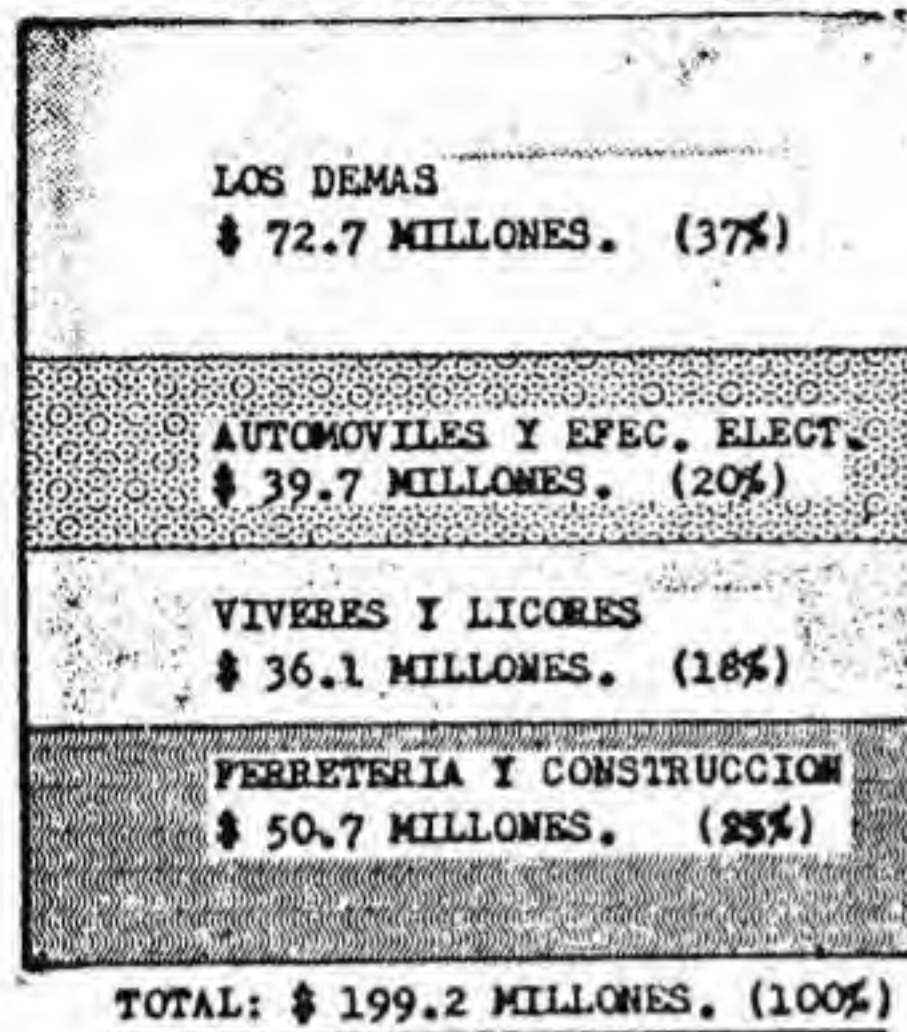 LOS DEMAS
$ 72.7 MILLONES. (37%)
AUTOMOVILES Y EFEC. ELECT.
$ 39.7 MILLONES. (20%)
VIVERES Y LICORES
$ 36.1 MILLONES. (18%)
FERRETERIA Y CONSTRUCCION
$ 50.7 MILLONES. (25%)
TOTAL: $ 199.2 MILLONES. (100%)